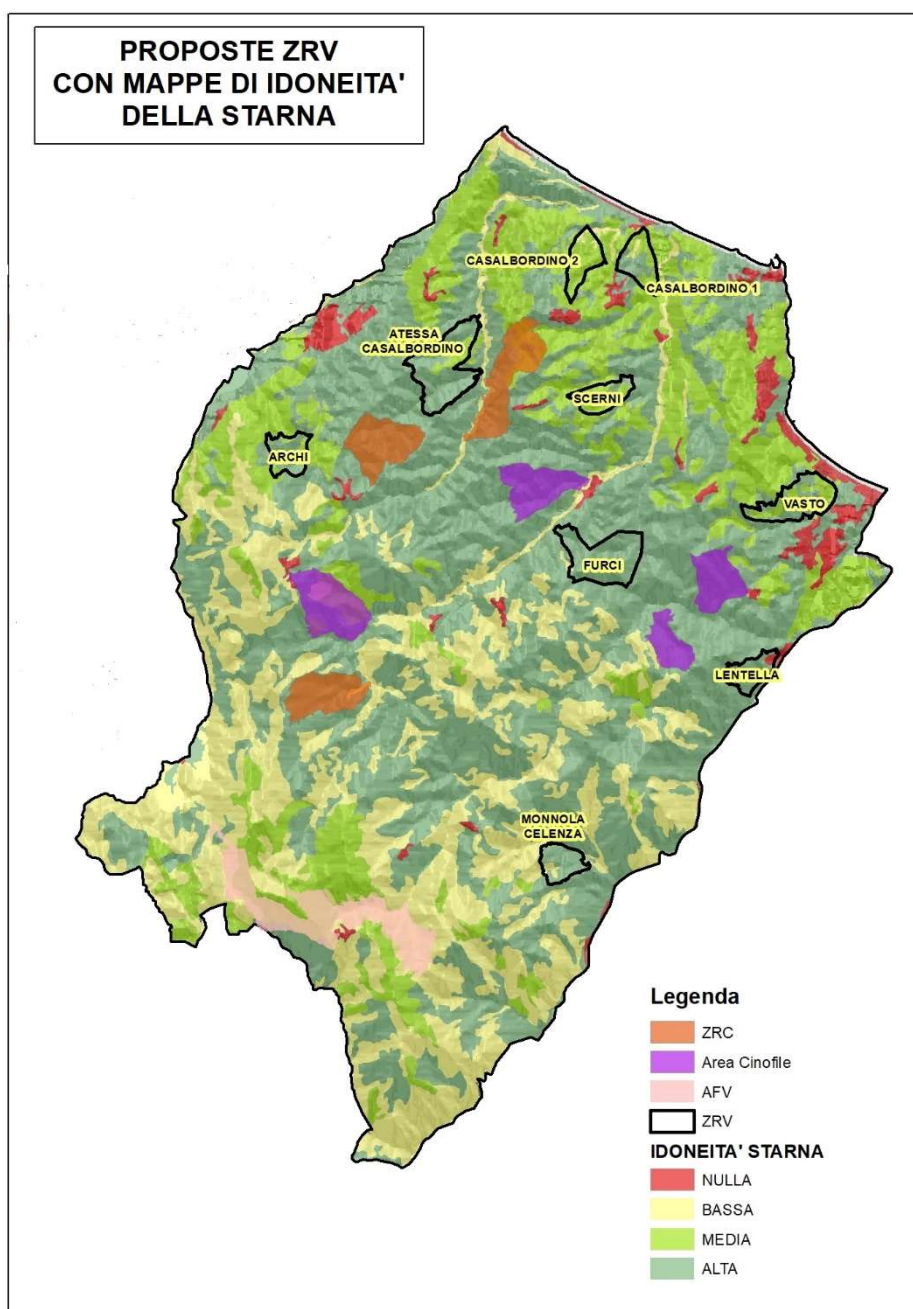 PROPOSTE ZRV
CON MAPPE DI IDONEITA'
DELLA STARNA
CASALBORDINO 2
CASALBORDINO 1
ATESSA
CASALBORDINO
SCERNI
ARCHI
VASTO
FURCI
LENTELLA
MONNOLA
CELENZA
Legenda
ZRC
Area Cinofile
AFV
ZRV
IDONEITA' STARNA
NULLA
BASSA
MEDIA
ALTA